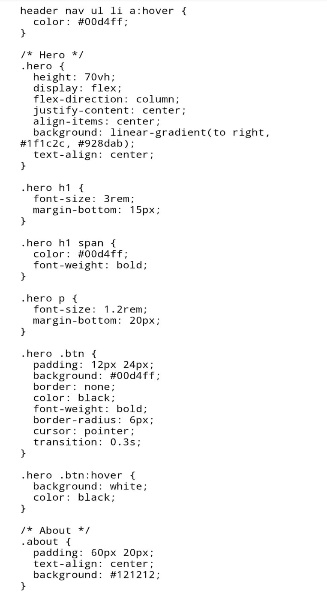 header nav ul li a:hover {
  color: #00d4ff;
}

/* Hero */
.hero {
  height: 70vh;
  display: flex;
  flex-direction: column;
  justify-content: center;
  align-items: center;
  background: linear-gradient(to right,
#1f1c2c, #928dab);
  text-align: center;
}

.hero h1 {
  font-size: 3rem;
  margin-bottom: 15px;
}

.hero h1 span {
  color: #00d4ff;
  font-weight: bold;
}

.hero p {
  font-size: 1.2rem;
  margin-bottom: 20px;
}

.hero .btn {
  padding: 12px 24px;
  background: #00d4ff;
  border: none;
  color: black;
  font-weight: bold;
  border-radius: 6px;
  cursor: pointer;
  transition: 0.3s;
}

.hero .btn:hover {
  background: white;
  color: black;
}

/* About */
.about {
  padding: 60px 20px;
  text-align: center;
  background: #121212;
}